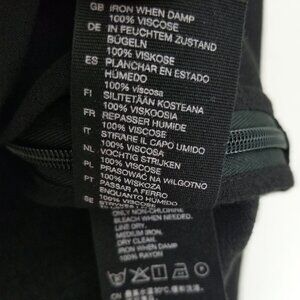 GB IRON WHEN DAMP
100% VISCOSE
DE IN FEUCHTEM ZUSTAND
BÜGELN
100% VISKOSE
ES PLANCHAR EN ESTADO
HÚMEDO
100% viscosa
FI SILITETÄÄN KOSTEANA
100% VISKOOSIA
FR REPASSER HUMIDE
100% VISCOSE
IT STIRARE IL CAPO UMIDO
100% VISCOSA
NL VOCHTIG STRIJKEN
100% VISCOSE
PL PRASOWAĆ NA WILGOTNO
100% WISKOZA
PT PASSAR A FERRO
ENQUANTO HÚMIDO
100% VISCOSE
SE
ONLY NON-CHLORINE
BLEACH WHEN NEEDED.
LINE DRY.
MEDIUM IRON.
DRY CLEAN.
IRON WHEN DAMP
100% RAYON
CN